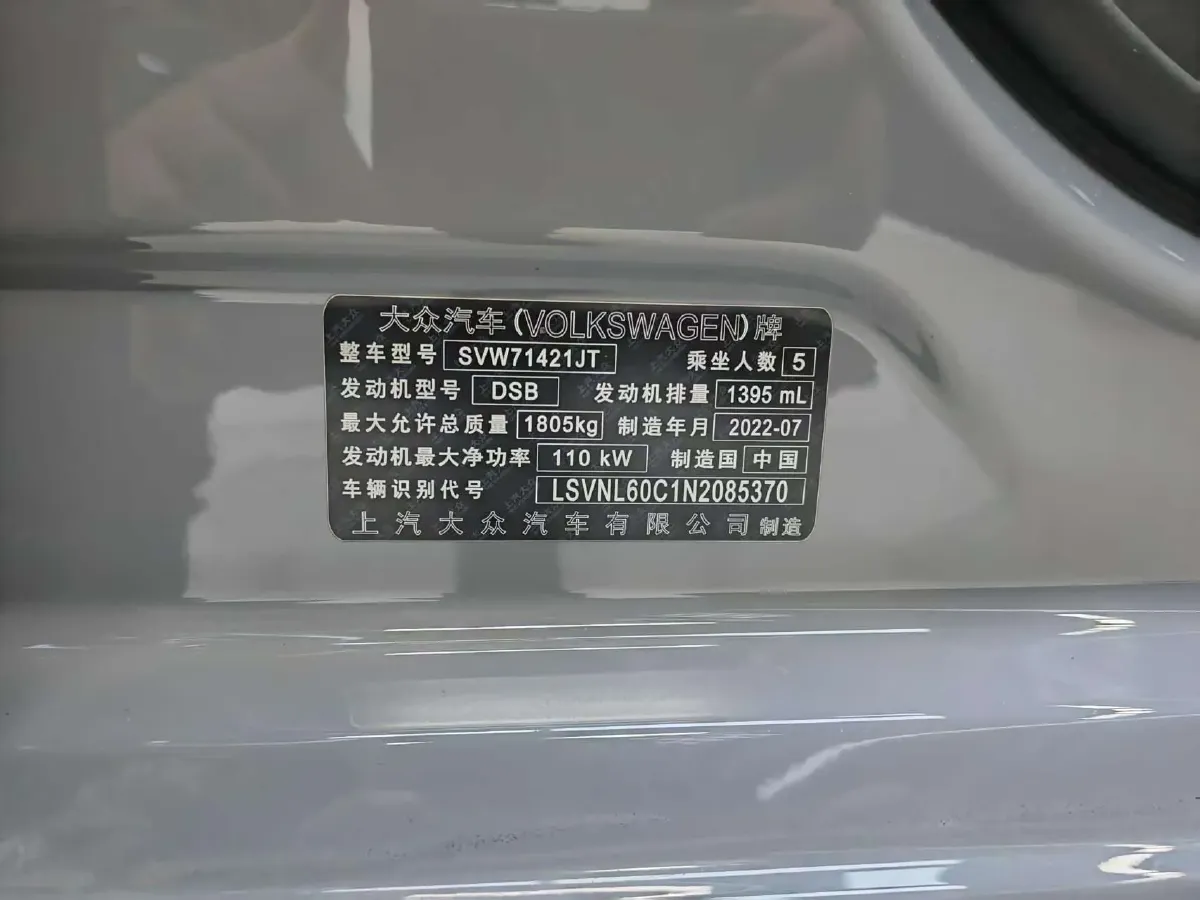 大众汽车(VOLKSWAGEN)牌
整车型号 SVW71421JT 乘坐人数 5
发动机型号 DSB 发动机排量 1395 mL
最大允许总质量 1805kg 制造年月 2022-07
发动机最大净功率 110 kW 制造国 中国
车辆识别代号 LSVNL60C1N2085370
上汽大众汽车有限公司 制造